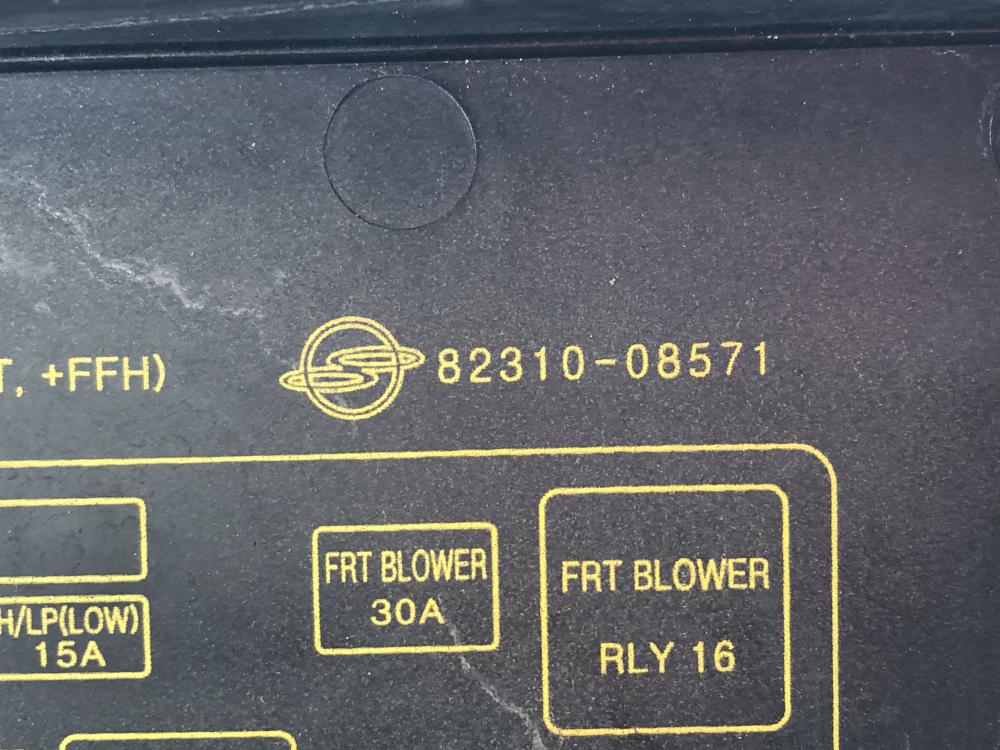 T, +FFH)
82310-08571
FRT BLOWER
30A
FRT BLOWER
RLY 16
H/LP(LOW)
15A